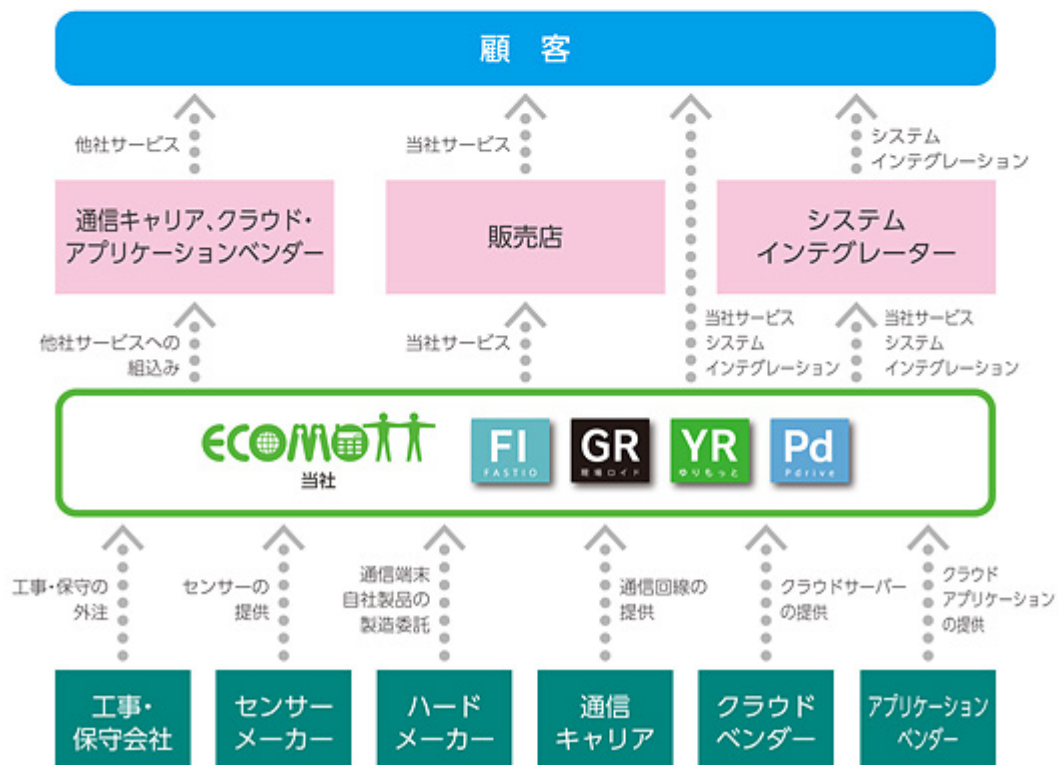 顧 客
他社サービス
当社サービス
システム
インテグレーション
通信キャリア、クラウド・
アプリケーションベンダー
販売店
システム
インテグレーター
他社サービスへの
組込み
当社サービス
当社サービス
システム
インテグレーション
当社サービス
システム
インテグレーション
ECOMOTT
当社
FI
FASTIO
GR
現場ロイド
YR
ゆりもっと
Pd
Pdrive
工事・保守の
外注
センサーの
提供
通信端末
自社製品の
製造委託
通信回線の
提供
クラウドサーバー
の提供
クラウド
アプリケーション
の提供
工事・
保守会社
センサー
メーカー
ハード
メーカー
通信
キャリア
クラウド
ベンダー
アプリケーション
ベンダー